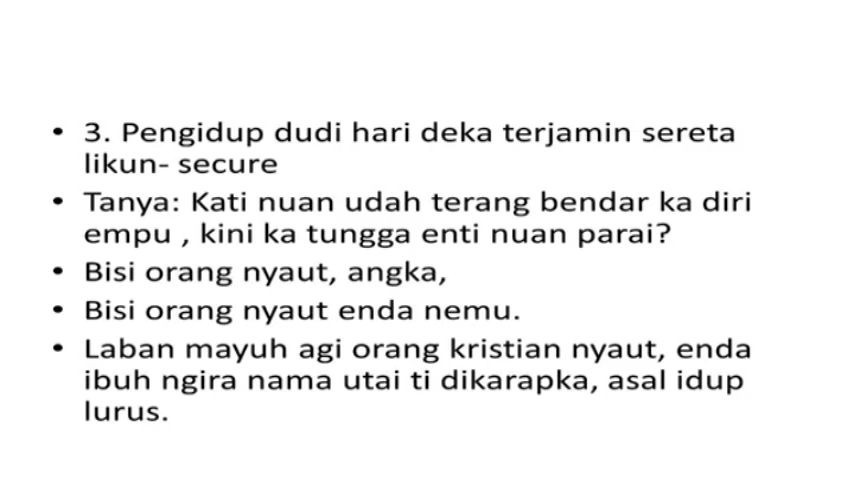 • 3. Pengidup dudi hari deka terjamin sereta
likun- secure
• Tanya: Kati nuan udah terang bendar ka diri
empu , kini ka tungga enti nuan parai?
• Bisi orang nyaut, angka,
• Bisi orang nyaut enda nemu.
• Laban mayuh agi orang kristian nyaut, enda
ibuh ngira nama utai ti dikarapka, asal idup
lurus.